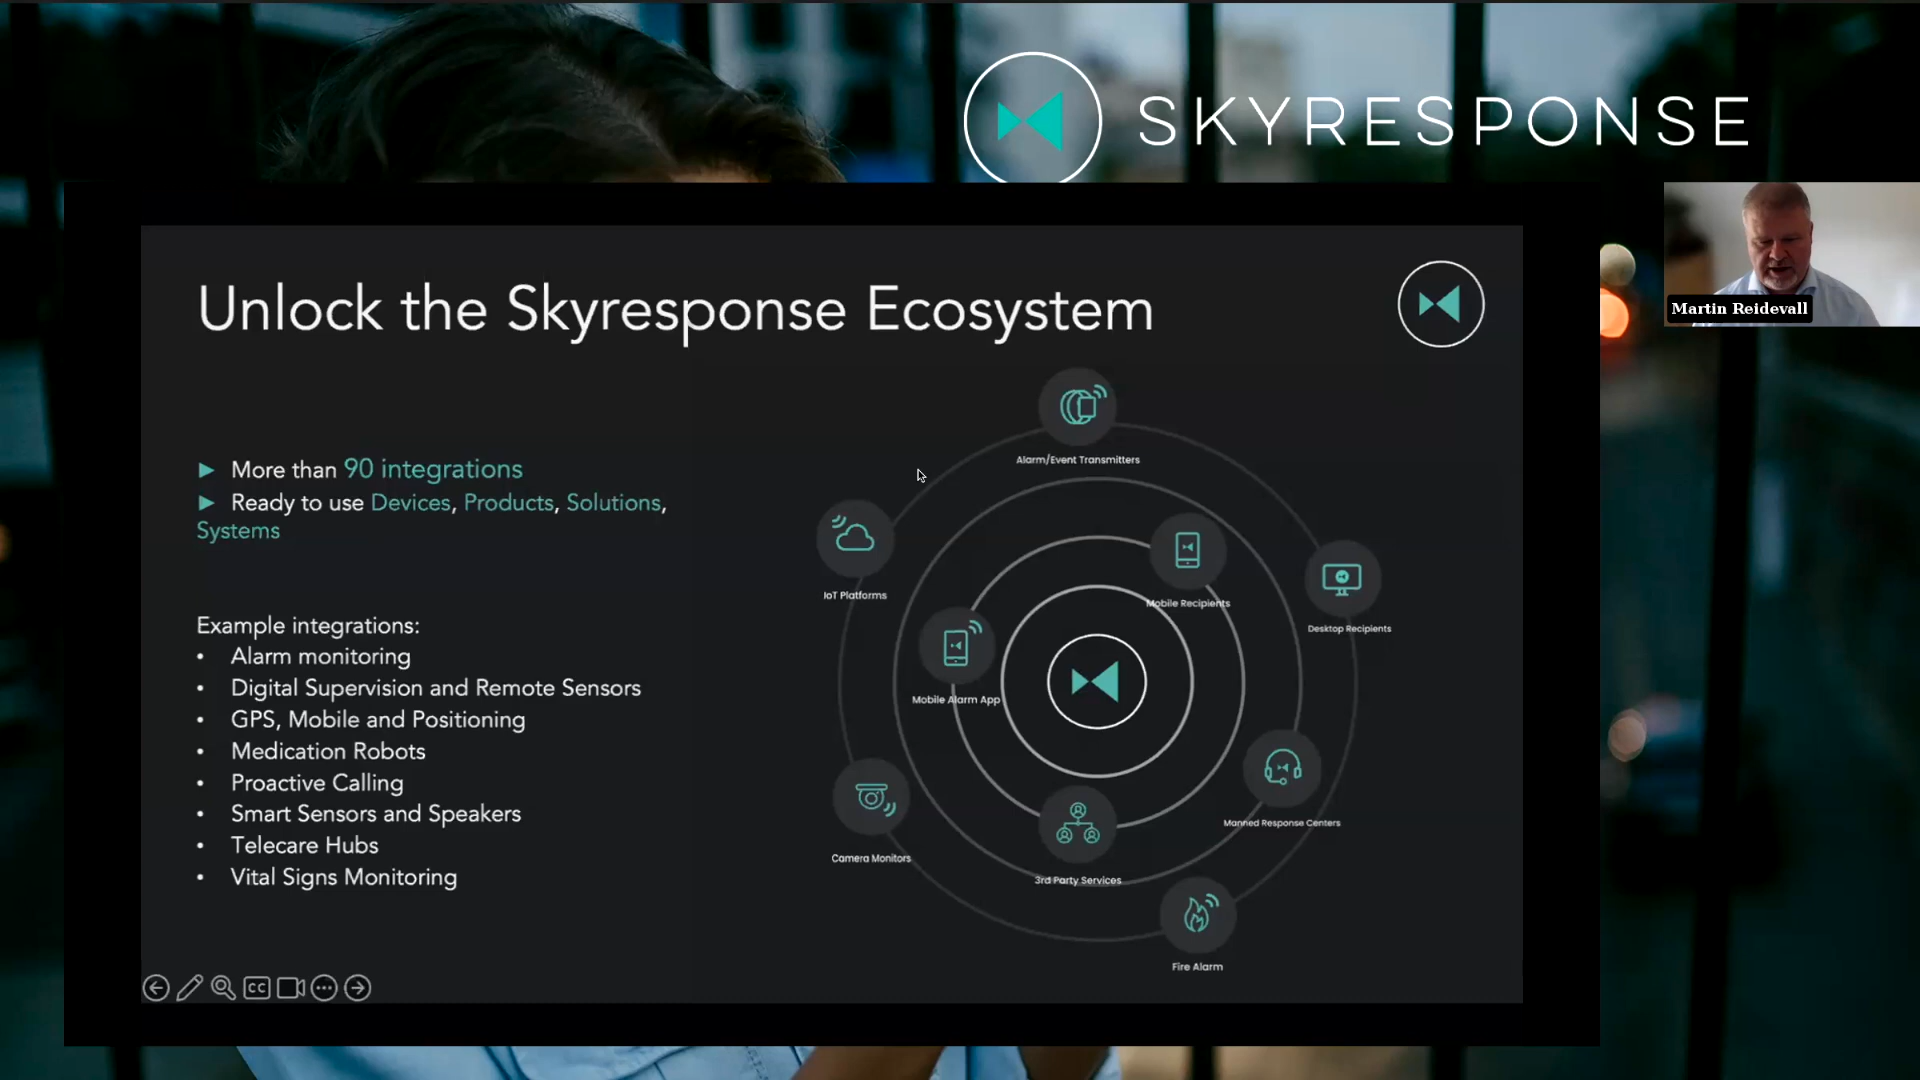 SKYRESPONSE
Martin Reidevall
Unlock the Skyresponse Ecosystem
► More than 90 integrations
► Ready to use Devices, Products, Solutions,
Systems
Example integrations:
• Alarm monitoring
• Digital Supervision and Remote Sensors
• GPS, Mobile and Positioning
• Medication Robots
• Proactive Calling
• Smart Sensors and Speakers
• Telecare Hubs
• Vital Signs Monitoring
Alarm/Event Transmitters
IoT Platforms
Mobile Recipients
Desktop Recipients
Mobile Alarm App
Manned Response Centers
Camera Monitors
3rd Party Services
Fire Alarm
CC